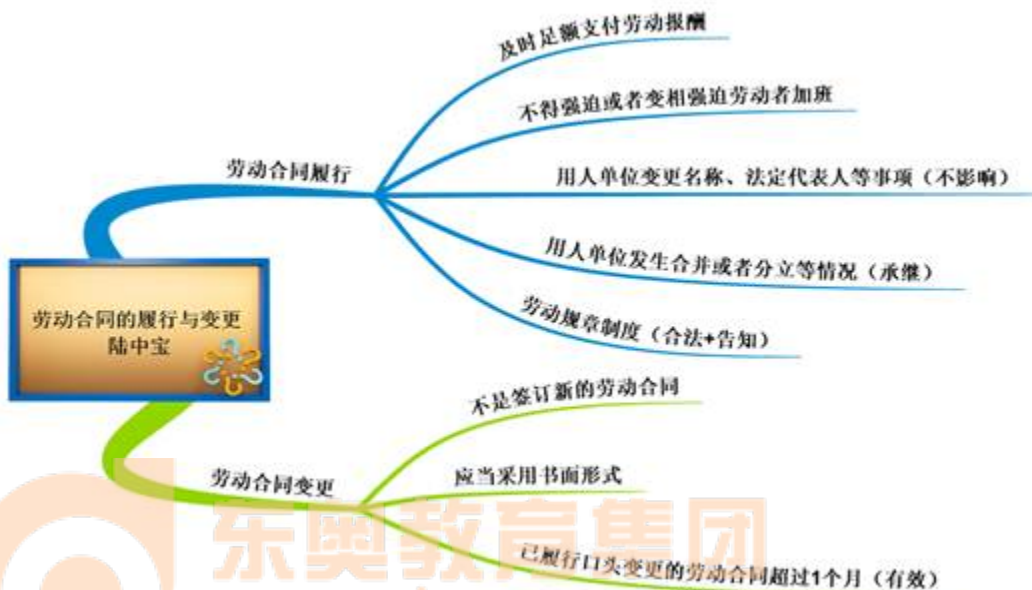 及时足额支付劳动报酬
不得强迫或者变相强迫劳动者加班
劳动合同履行
用人单位变更名称、法定代表人等事项（不影响）
用人单位发生合并或者分立等情况（承继）
劳动规章制度（合法+告知）
劳动合同的履行与变更
陆中宝
不是签订新的劳动合同
劳动合同变更
应当采用书面形式
已履行口头变更的劳动合同超过1个月（有效）
东奥教育集团